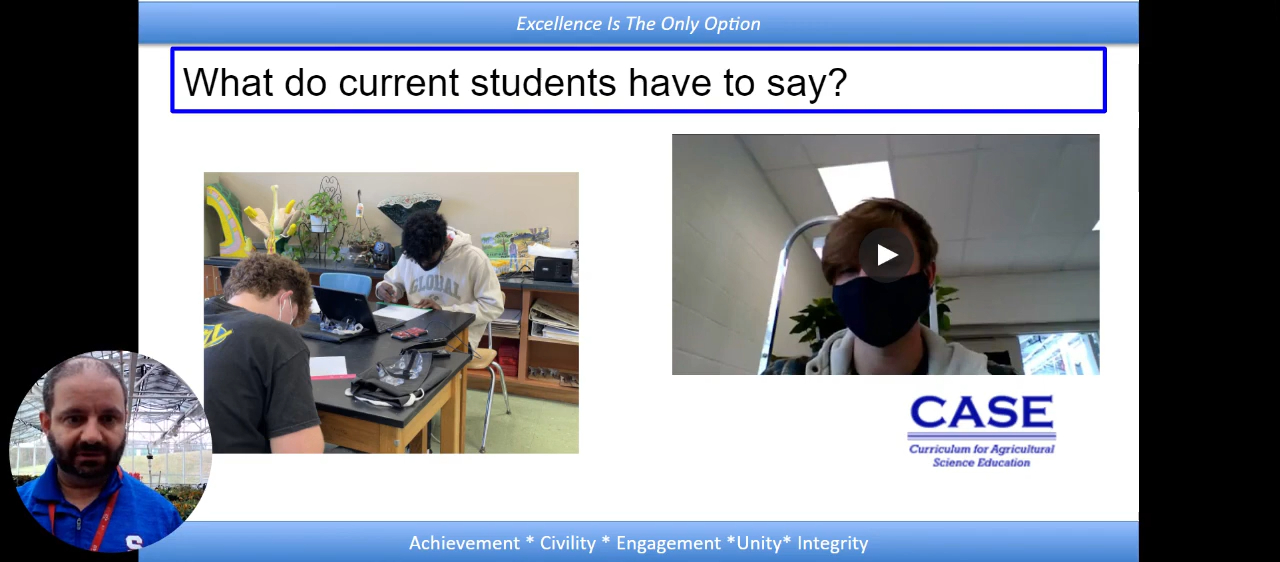 Excellence Is The Only Option
What do current students have to say?
GLOBAL
CASE
Curriculum for Agricultural
Science Education
S
Achievement * Civility * Engagement *Unity* Integrity